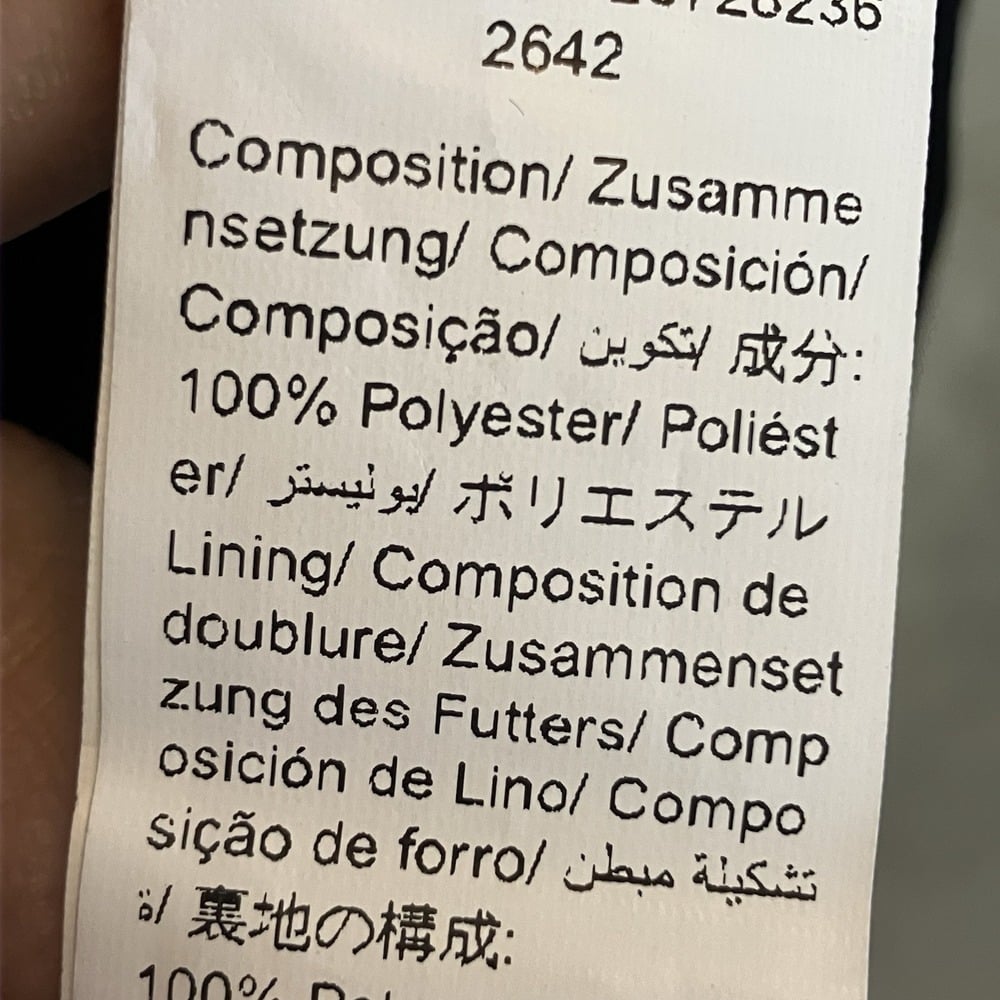 2642
Composition/ Zusamme
nsetzung/ Composición/
Composição/ تكوين/ 成分:
100% Polyester/ Poliést
er/ بوليستر/ ポリエステル
Lining/ Composition de
doublure/ Zusammenset
zung des Futters/ Comp
osición de Lino/ Compo
sição de forro/ تشكيلة مبطن
ة/ 裏地の構成:
100%